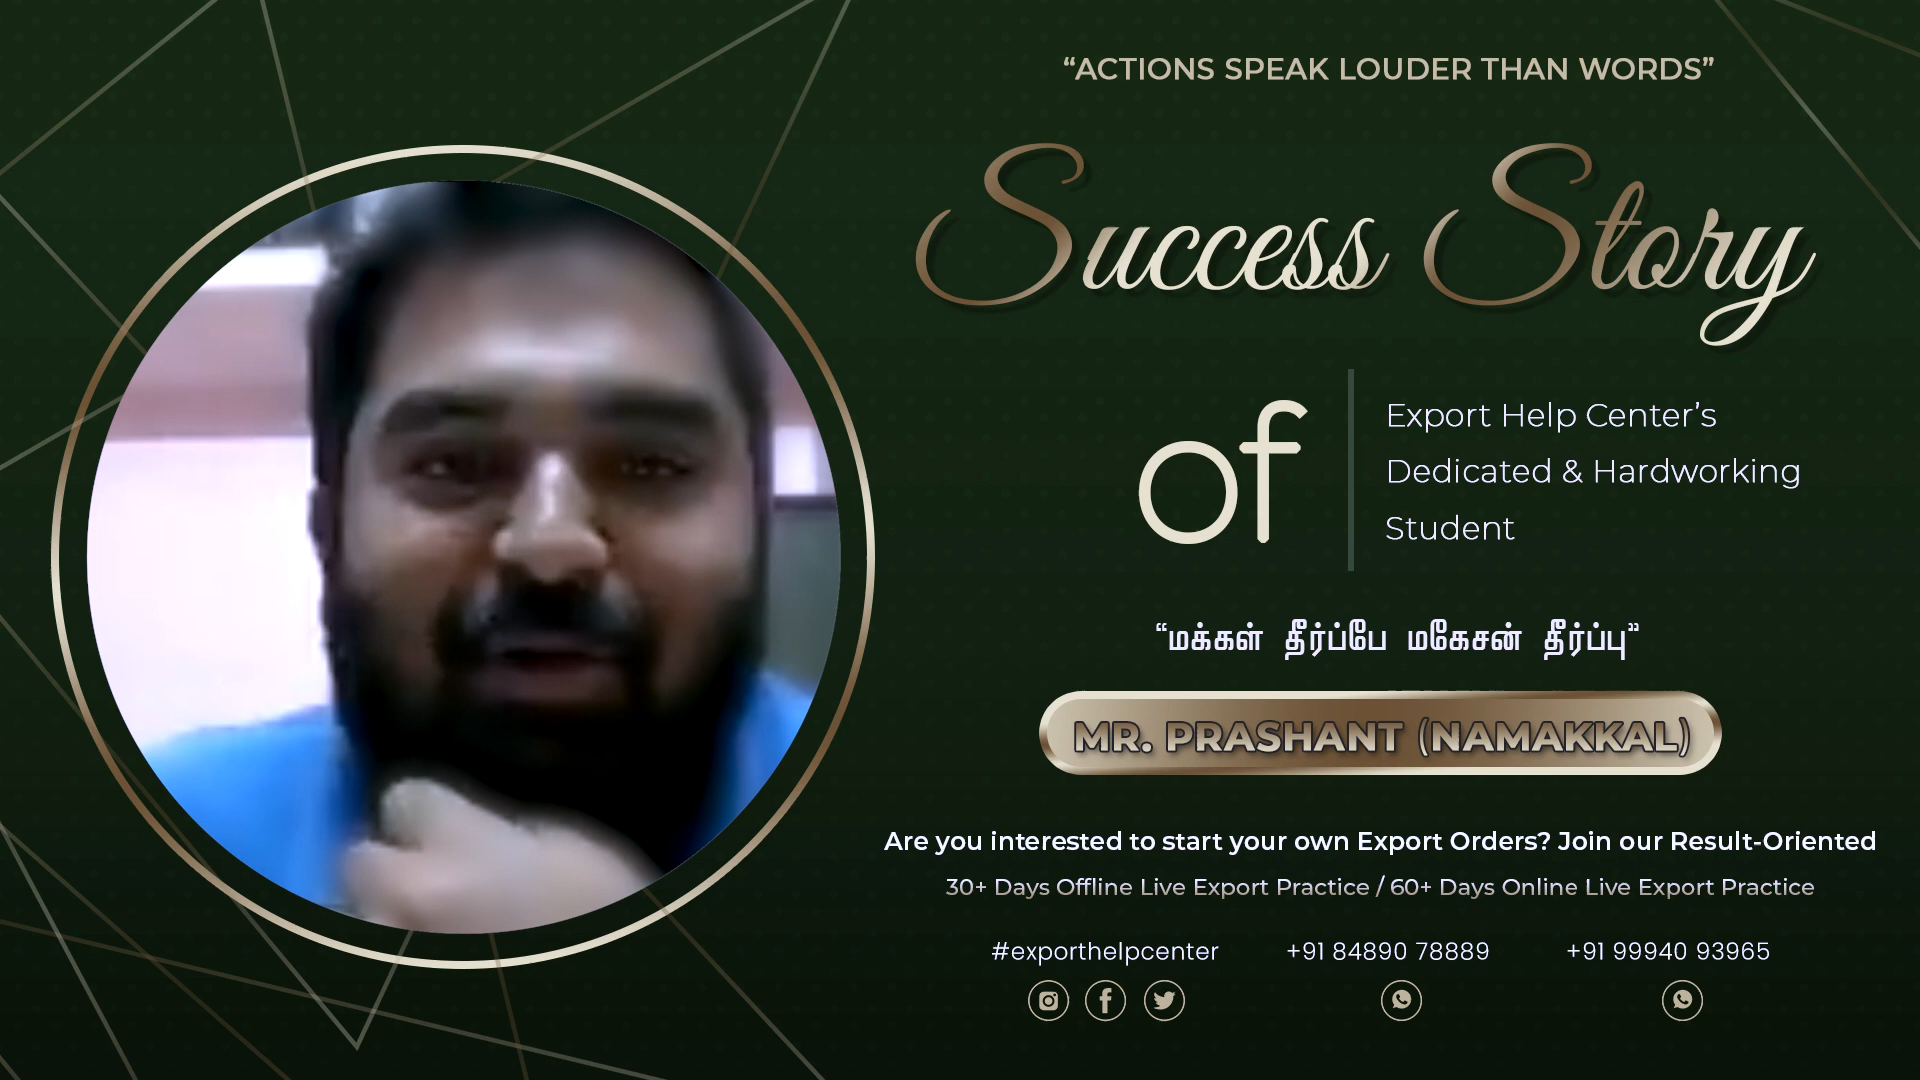 “ACTIONS SPEAK LOUDER THAN WORDS”
Success Story
of
Export Help Center’s
Dedicated & Hardworking
Student
“மக்கள் தீர்ப்பே மகேசன் தீர்ப்பு”
MR. PRASHANT (NAMAKKAL)
Are you interested to start your own Export Orders? Join our Result-Oriented
30+ Days Offline Live Export Practice / 60+ Days Online Live Export Practice
#exporthelpcenter +91 84890 78889 +91 99940 93965